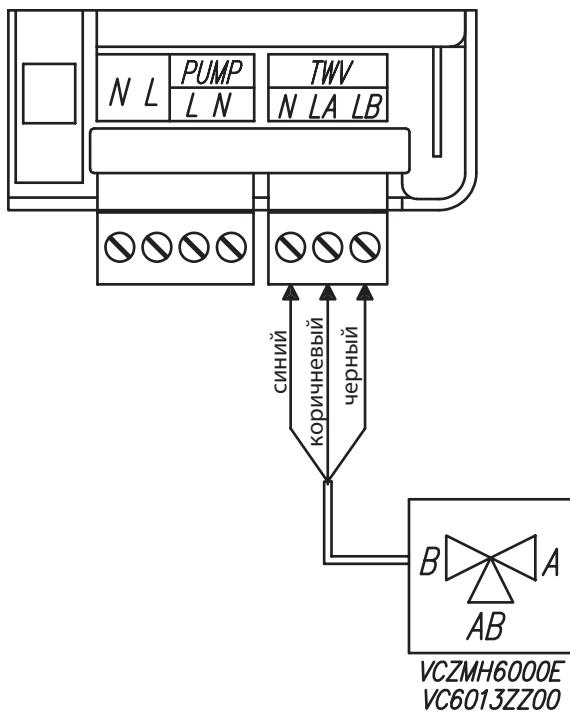 N L
PUMP
L N
TWV
N LA LB
синий
коричневый
черный
B
A
AB
VCZMH6000E
VC6013ZZ00